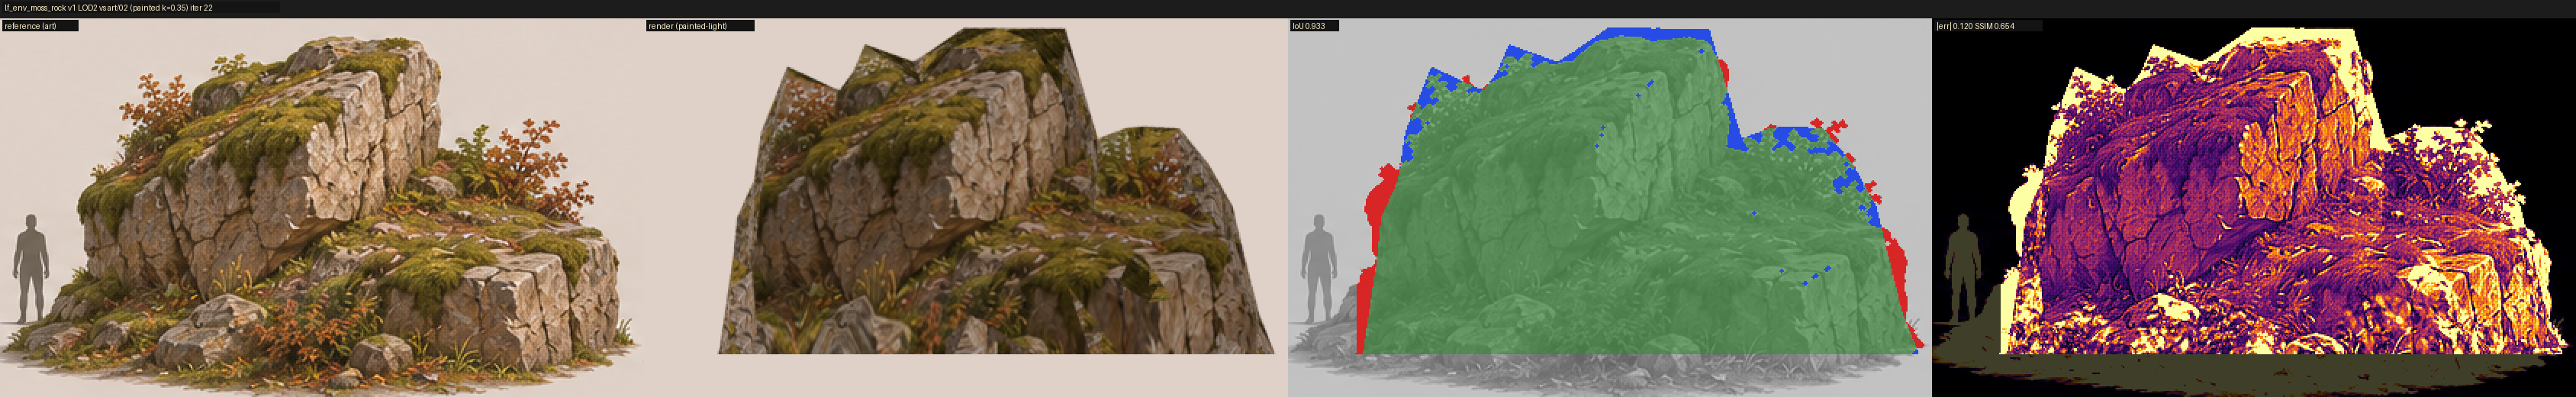 tf_env_moss_rock v1 LOD2 vs art/02 (painted k=0.35) iter 22
reference (art)
render (painted-light)
IoU 0.933
|err| 0.120 SSIM 0.654